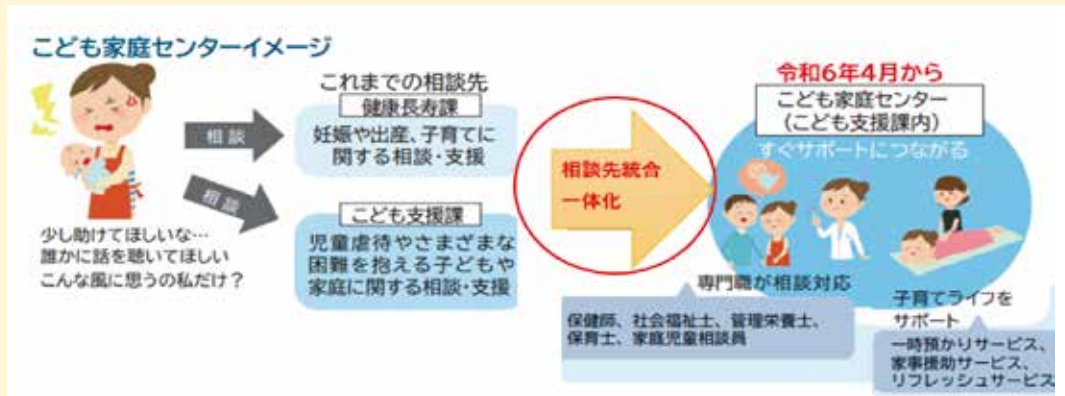 こども家庭センターイメージ
相談
相談
少し助けてほしいな…
誰かに話を聴いてほしい
こんな風に思うの私だけ？
これまでの相談先
健康長寿課
妊娠や出産、子育てに
関する相談・支援
こども支援課
児童虐待やさまざまな
困難を抱える子どもや
家庭に関する相談・支援
相談先統合
一体化
令和6年4月から
こども家庭センター
（こども支援課内）
すぐサポートにつながる
専門職が相談対応
保健師、社会福祉士、管理栄養士、
保育士、家庭児童相談員
子育てライフを
サポート
一時預かりサービス、
家事援助サービス、
リフレッシュサービス